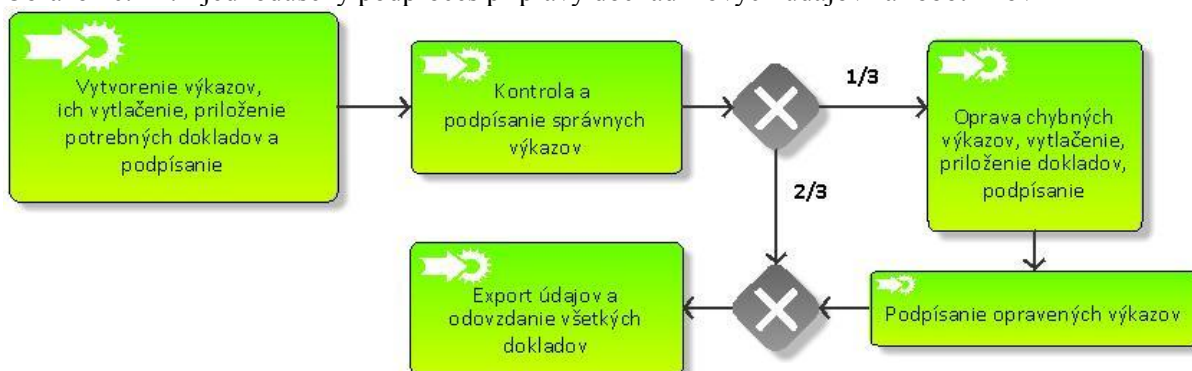 Vytvorenie výkazov,
ich vytlačenie, priloženie
potrebných dokladov a
podpísanie
Kontrola a
podpísanie správnych
výkazov
1/3
Oprava chybných
výkazov, vytlačenie,
priloženie dokladov,
podpísanie
2/3
Podpísanie opravených výkazov
Export údajov a
odovzdanie všetkých
dokladov